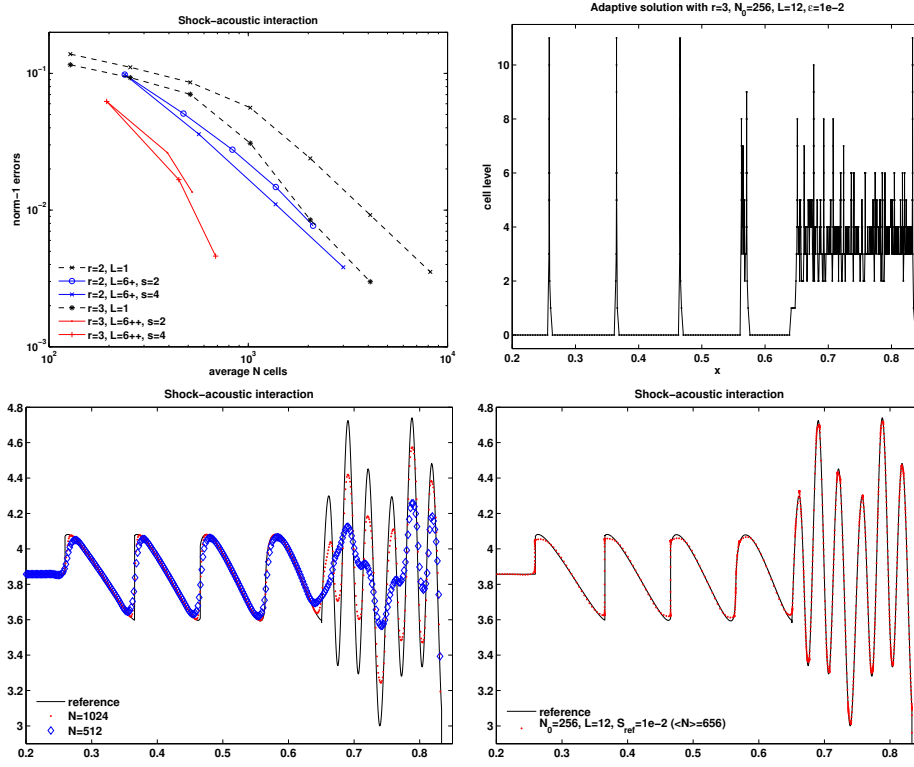 Shock-acoustic interaction
norm-1 errors
10^-1
10^-2
10^-3
r=2, L=1
r=2, L=6+, s=2
r=2, L=6+, s=4
r=3, L=1
r=3, L=6++, s=2
r=3, L=6++, s=4
10^2 10^3 10^4
average N cells
Adaptive solution with r=3, N_0=256, L=12, ε=1e-2
cell level
10
8
6
4
2
0
0.2 0.3 0.4 0.5 0.6 0.7 0.8
x
Shock-acoustic interaction
4.8
4.6
4.4
4.2
4
3.8
3.6
3.4
3.2
3
2.8
reference
N=1024
N=512
0.2 0.3 0.4 0.5 0.6 0.7 0.8
Shock-acoustic interaction
4.8
4.6
4.4
4.2
4
3.8
3.6
3.4
3.2
3
2.8
reference
N_0=256, L=12, S_ref=1e-2 (<N>=656)
0.2 0.3 0.4 0.5 0.6 0.7 0.8